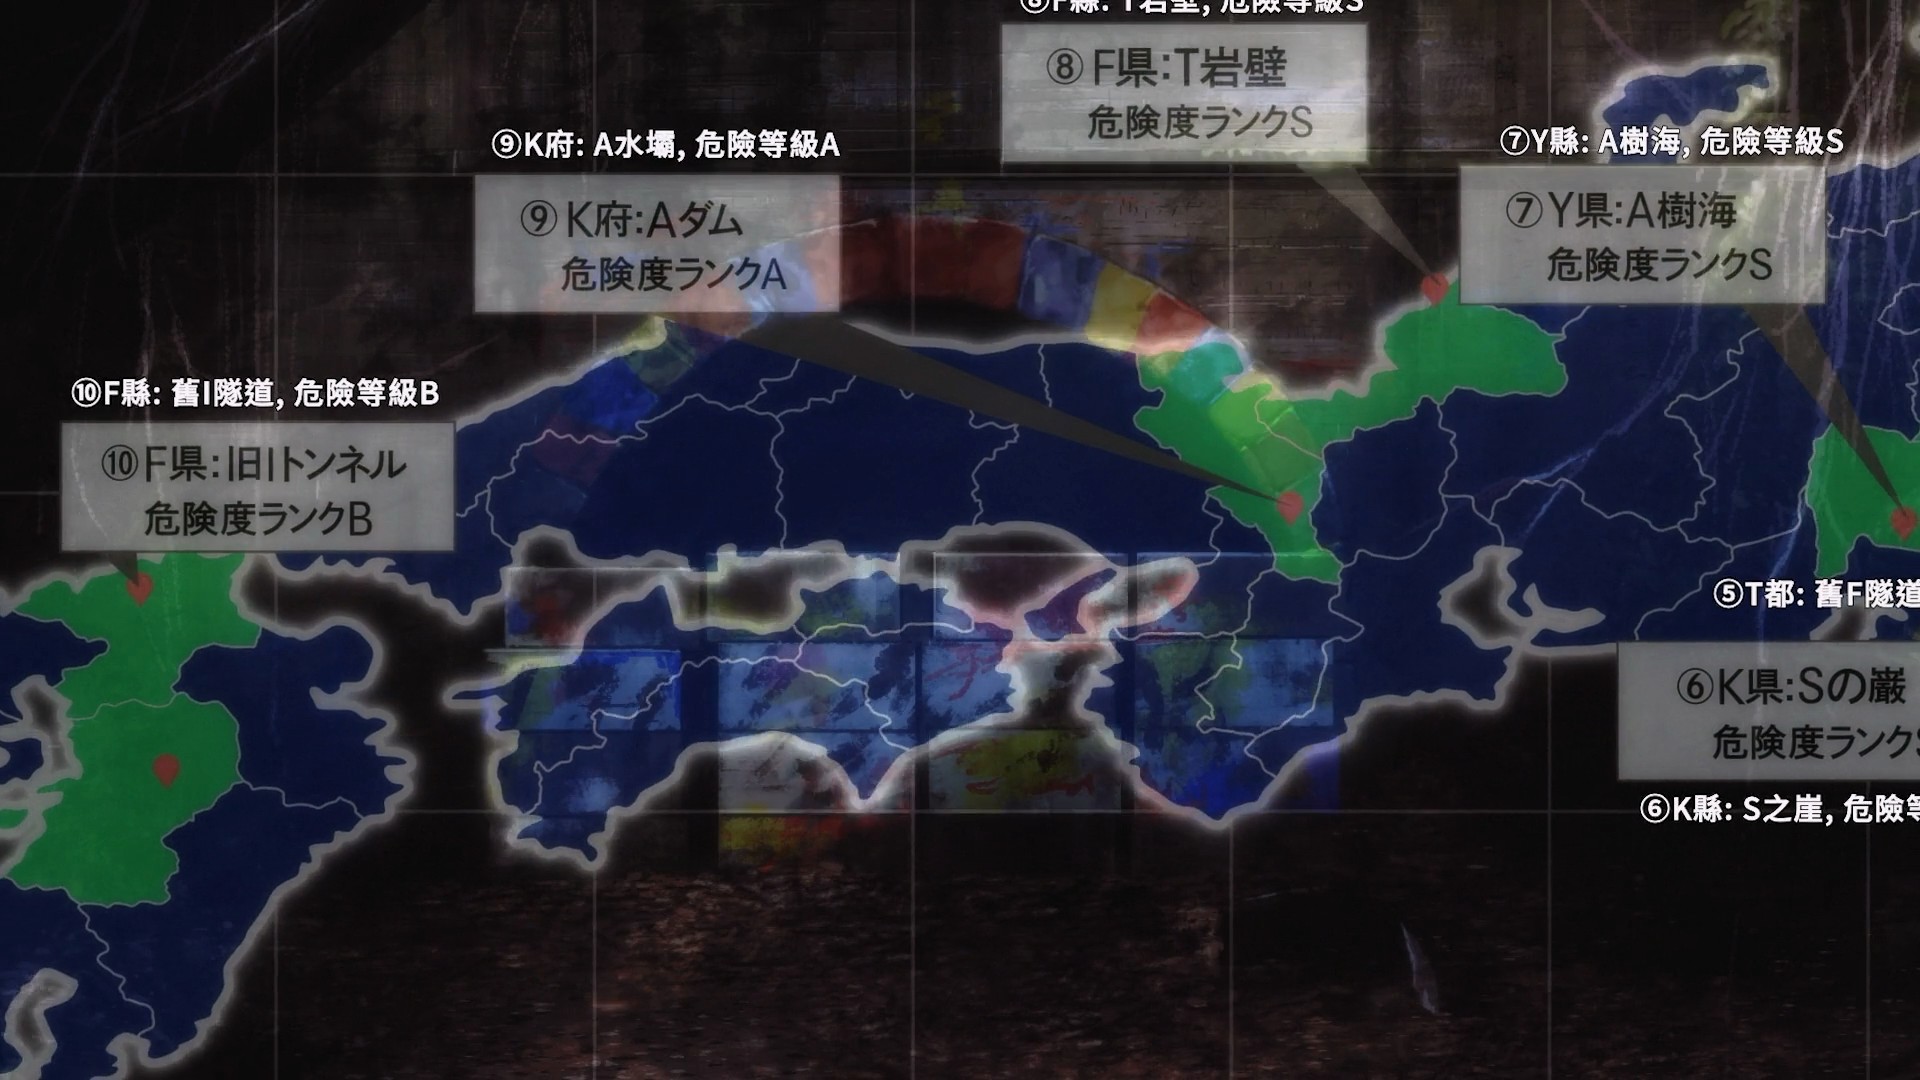 ⑧F縣: T岩壁, 危險等級S
⑧F県:T岩壁
危険度ランクS
⑨K府: A水壩, 危險等級A
⑨K府:Aダム
危険度ランクA
⑦Y縣: A樹海, 危險等級S
⑦Y県:A樹海
危険度ランクS
⑩F縣: 舊I隧道, 危險等級B
⑩F県:旧Iトンネル
危険度ランクB
⑤T都: 舊F隧道
⑥K県:Sの巌
危険度ランク
⑥K縣: S之崖, 危險